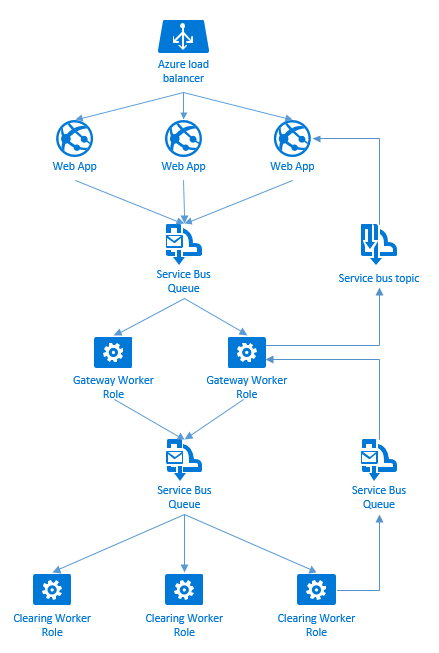 Azure load
balancer
Web App
Web App
Web App
Service Bus
Queue
Service bus topic
Gateway Worker
Role
Gateway Worker
Role
Service Bus
Queue
Service Bus
Queue
Clearing Worker
Role
Clearing Worker
Role
Clearing Worker
Role